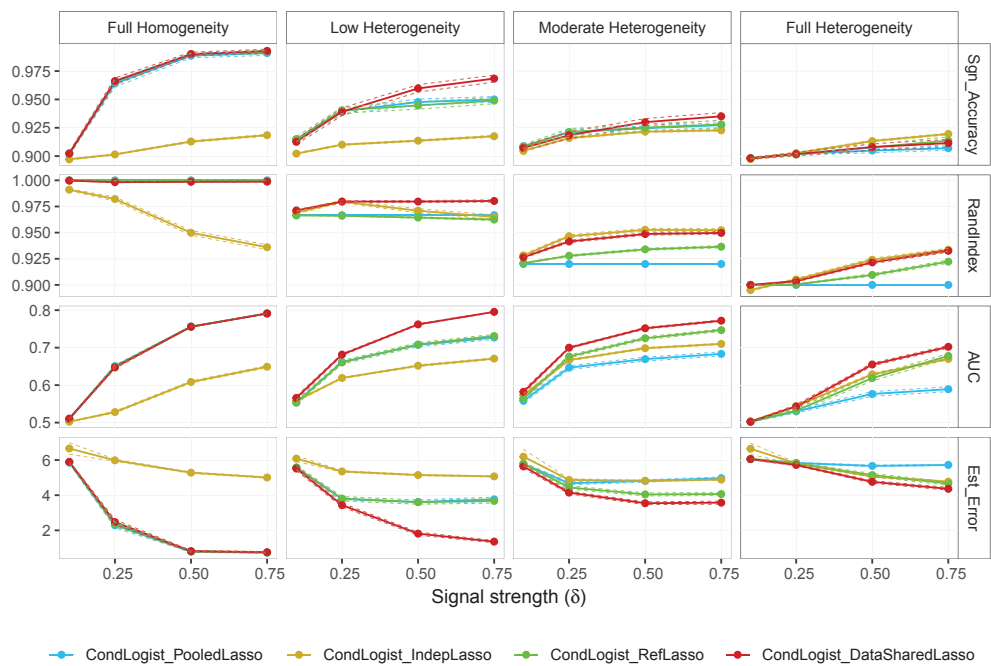 Full Homogeneity Low Heterogeneity Moderate Heterogeneity Full Heterogeneity
0.975
0.950
0.925
0.900
Sgn_Accuracy
1.000
0.975
0.950
0.925
0.900
RandIndex
0.8
0.7
0.6
0.5
AUC
6
4
2
Est_Error
0.25 0.50 0.75 0.25 0.50 0.75 0.25 0.50 0.75 0.25 0.50 0.75
Signal strength (δ)
CondLogist_PooledLasso CondLogist_IndepLasso CondLogist_RefLasso CondLogist_DataSharedLasso